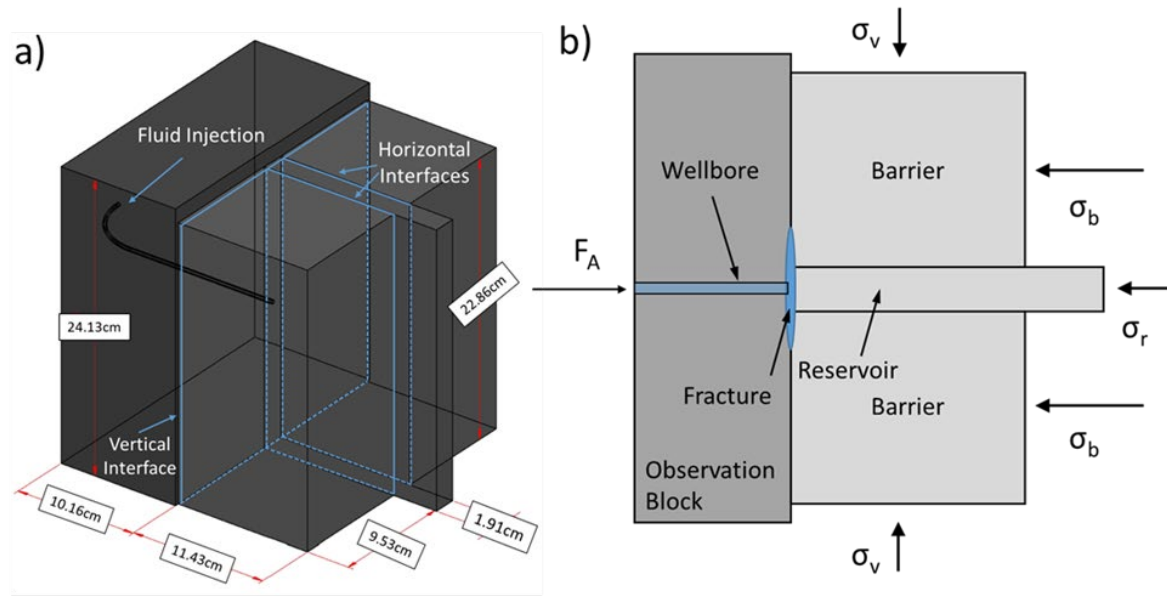 a)
Fluid Injection
Horizontal
Interfaces
24.13cm
22.86cm
Vertical
Interface
10.16cm
11.43cm
9.53cm
1.91cm
b)
σv
Wellbore
Barrier
σb
FA
σr
Reservoir
Fracture
Barrier
σb
Observation
Block
σv